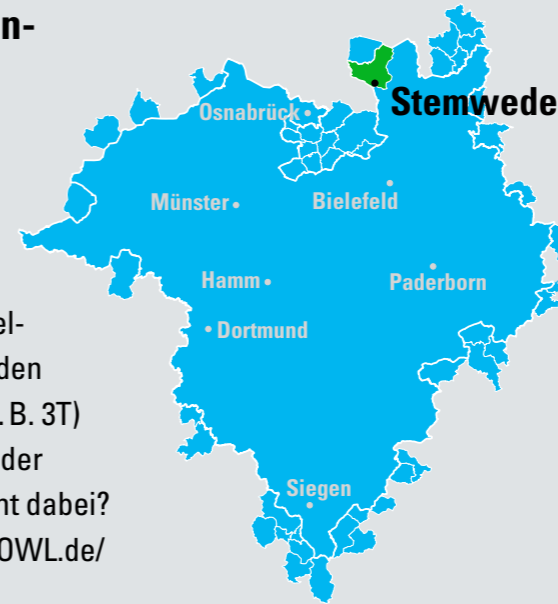 n-
Stemwede
Osnabrück
Münster
Bielefeld
Hamm
Paderborn
Dortmund
el-
den
. B. 3T)
der
nt dabei?
OWL.de/
Siegen